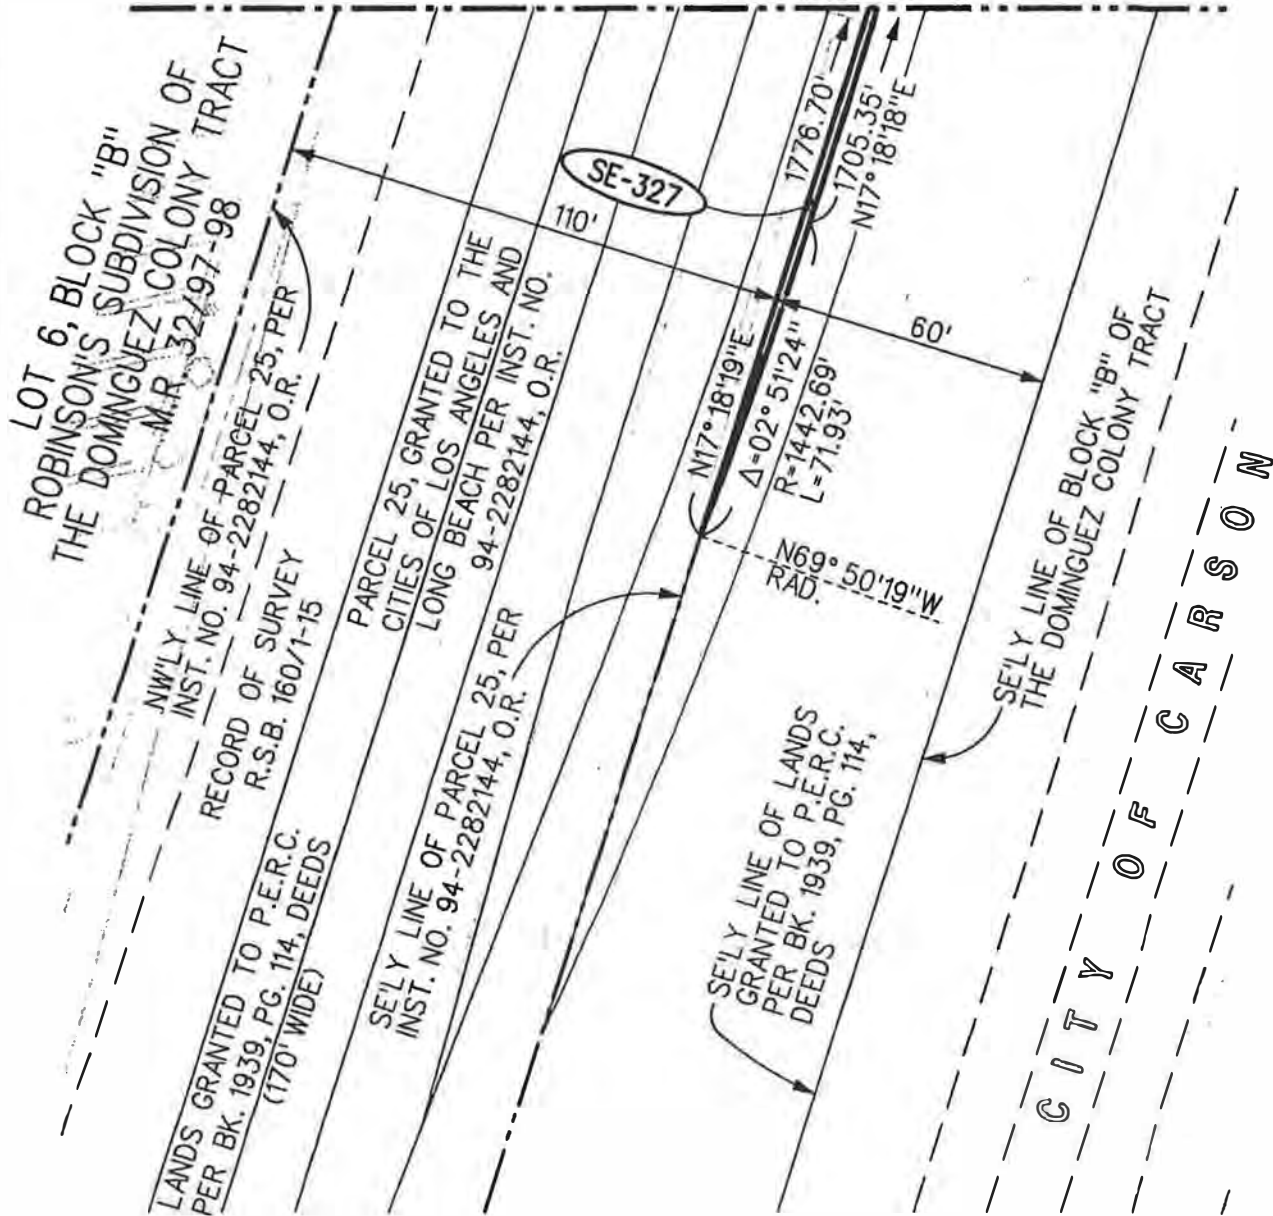 LOT 6, BLOCK "B"
ROBINSON'S SUBDIVISION OF
THE DOMINGUEZ COLONY TRACT
M.R. 32/97-98
NW'LY LINE OF PARCEL 25, PER
INST. NO. 94-2282144, O.R.
RECORD OF SURVEY
R.S.B. 160/1-15
PARCEL 25, GRANTED TO THE
CITIES OF LOS ANGELES AND
LONG BEACH PER INST. NO.
94-2282144, O.R.
LANDS GRANTED TO P.E.R.C.
PER BK. 1939, PG. 114, DEEDS
(170' WIDE)
SE'LY LINE OF PARCEL 25, PER
INST. NO. 94-2282144, O.R.
SE-327
110'
60'
1776.70'
1705.35'
N17°18'18"E
N17°18'19"E
Δ=02°51'24"
R=1442.69'
L=71.93'
N69°50'19"W
RAD.
SE'LY LINE OF LANDS
GRANTED TO P.E.R.C.
PER BK. 1939, PG. 114,
DEEDS
SE'LY LINE OF BLOCK "B" OF
THE DOMINGUEZ COLONY TRACT
CITY OF CARSON